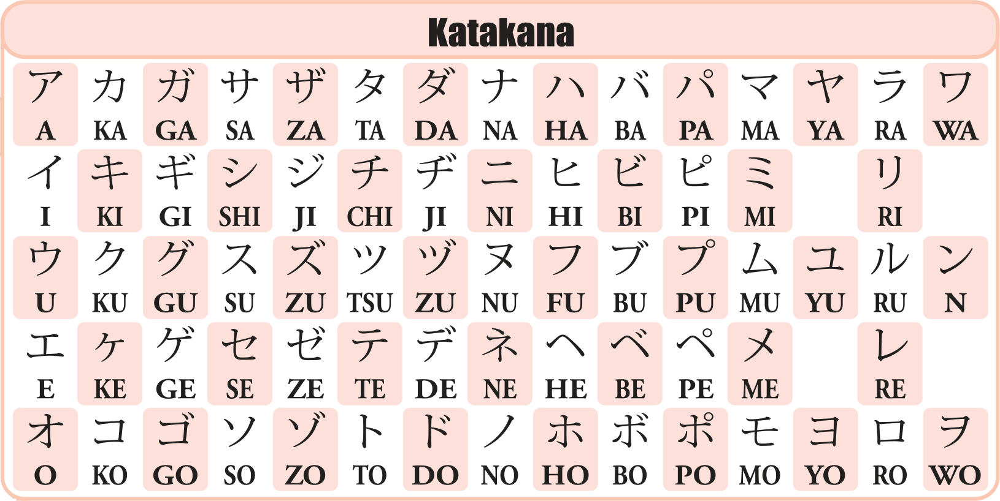 Katakana
ア カ ガ サ ザ タ ダ ナ ハ バ パ マ ヤ ラ ワ
A KA GA SA ZA TA DA NA HA BA PA MA YA RA WA
イ キ ギ シ ジ チ ヂ ニ ヒ ビ ピ ミ リ
I KI GI SHI JI CHI JI NI HI BI PI MI RI
ウ ク グ ス ズ ツ ヅ ヌ フ ブ プ ム ユ ル ン
U KU GU SU ZU TSU ZU NU FU BU PU MU YU RU N
エ ケ ゲ セ ゼ テ デ ネ ヘ ベ ペ メ レ
E KE GE SE ZE TE DE NE HE BE PE ME RE
オ コ ゴ ソ ゾ ト ド ノ ホ ボ ポ モ ヨ ロ ヲ
O KO GO SO ZO TO DO NO HO BO PO MO YO RO WO